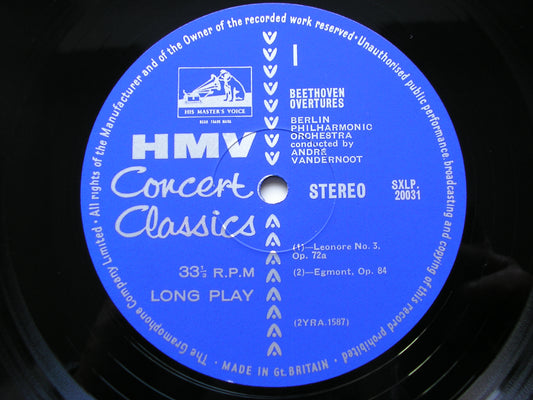 The Gramophone Company Limited · All rights of the Manufacturer and of the Owner of the recorded work reserved · Unauthorised public performance, broadcasting and copying of this record prohibited ·
HIS MASTER'S VOICE
HMV
Concert
Classics
33⅓ R.P.M
LONG PLAY
1
BEETHOVEN
OVERTURES
BERLIN
PHILHARMONIC
ORCHESTRA
conducted by
ANDRÉ
VANDERNOOT
STEREO
SXLP.
20031
(1)—Leonore No. 3,
Op. 72a
(2)—Egmont, Op. 84
(2YRA.1587)
MADE IN Gt. BRITAIN